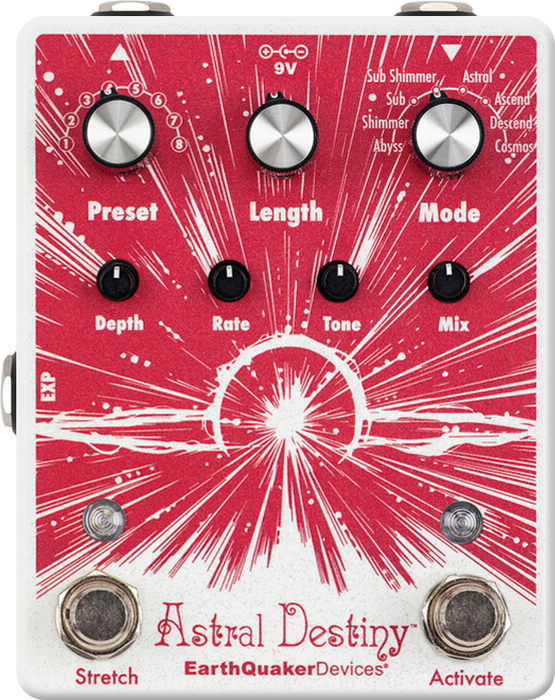 9V
Sub Shimmer
Astral
Sub
Ascend
Shimmer
Descend
Abyss
Cosmos
1 2 3 4 5 6 7 8
Preset
Length
Mode
Depth
Rate
Tone
Mix
EXP
Astral Destiny™
EarthQuakerDevices®
Stretch
Activate